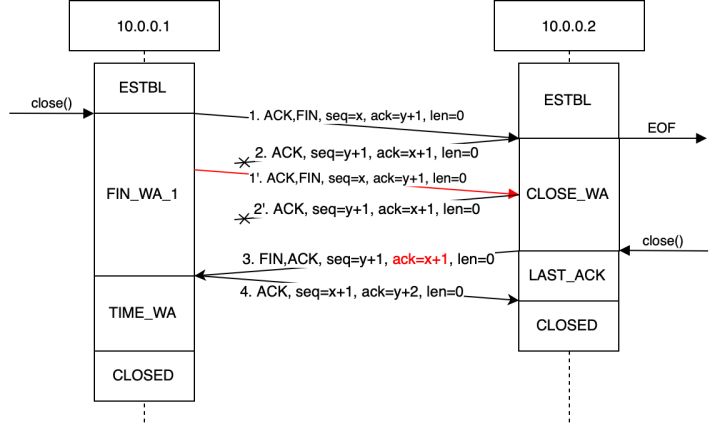 10.0.0.1
10.0.0.2
ESTBL
ESTBL
close()
1. ACK,FIN, seq=x, ack=y+1, len=0
EOF
2. ACK, seq=y+1, ack=x+1, len=0
1'. ACK,FIN, seq=x, ack=y+1, len=0
FIN_WA_1
CLOSE_WA
2'. ACK, seq=y+1, ack=x+1, len=0
close()
3. FIN,ACK, seq=y+1, ack=x+1, len=0
LAST_ACK
4. ACK, seq=x+1, ack=y+2, len=0
TIME_WA
CLOSED
CLOSED